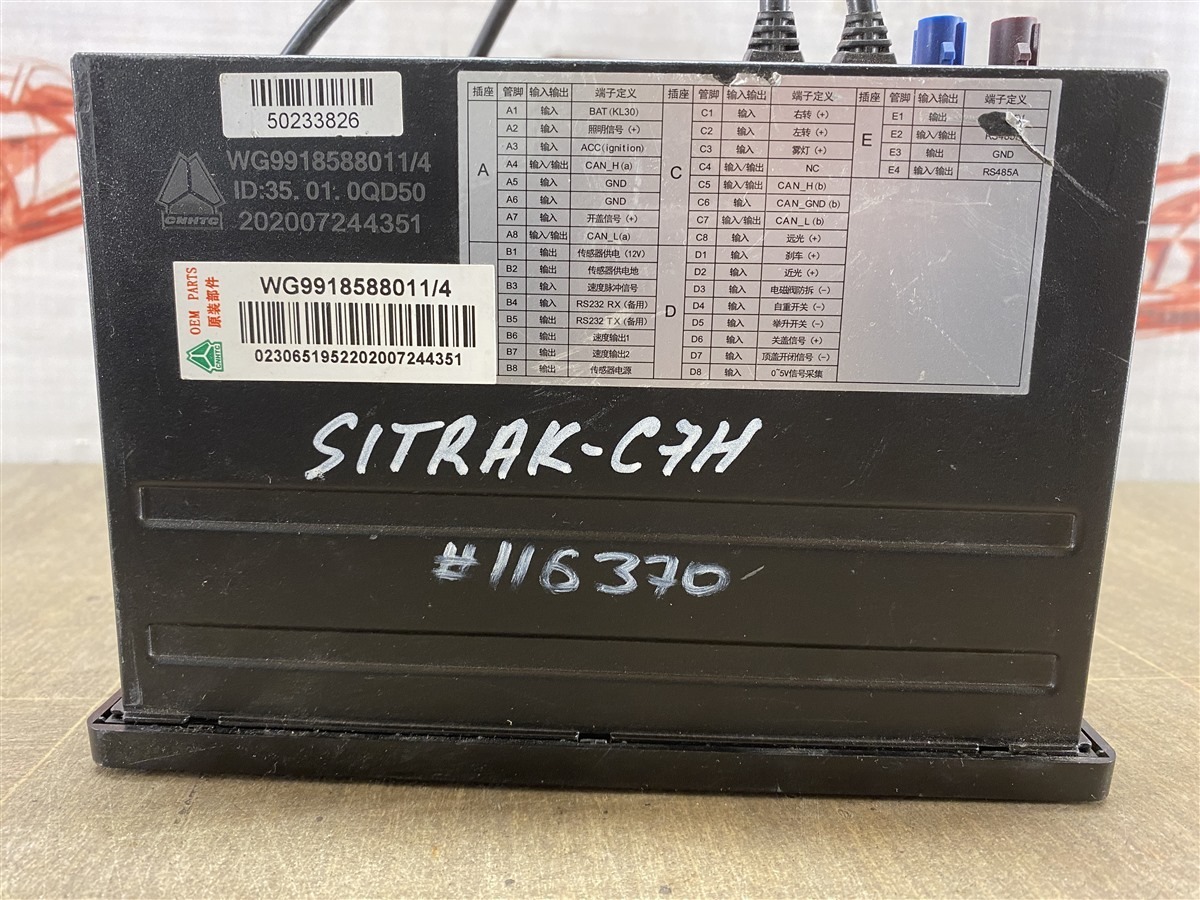 50233826
WG9918588011/4
ID:35. 01. 0QD50
202007244351
CNHTC
OEM PARTS
原装部件
CNHTC
WG9918588011/4
0230651952202007244351
插座 管脚 输入输出 端子定义
A
A1 输入 BAT (KL30)
A2 输入 照明信号 (+)
A3 输入 ACC(ignition)
A4 输入/输出 CAN_H(a)
A5 输入 GND
A6 输入 GND
A7 输入 开盖信号 (+)
A8 输入/输出 CAN_L(a)
B1 输出 传感器供电 (12V)
B2 输出 传感器供电地
B3 输入 速度脉冲信号
B4 输入 RS232 RX (备用)
B5 输出 RS232 TX (备用)
B6 输出 速度输出1
B7 输出 速度输出2
B8 输出 传感器电源
插座 管脚 输入输出 端子定义
C
C1 输入 右转 (+)
C2 输入 左转 (+)
C3 输入 雾灯 (+)
C4 输入/输出 NC
C5 输入/输出 CAN_H (b)
C6 输入 CAN_GND (b)
C7 输入/输出 CAN_L (b)
C8 输入 远光 (+)
D
D1 输入 刹车 (+)
D2 输入 近光 (+)
D3 输入 电磁阀防拆 (-)
D4 输入 自重开关 (-)
D5 输入 举升开关 (-)
D6 输入 关盖信号 (+)
D7 输入 顶盖开闭信号 (-)
D8 输入 0~5V信号采集
插座 管脚 输入输出 端子定义
E
E1 输出
E2 输入/输出
E3 输出 GND
E4 输入/输出 RS485A
SITRAK-C7H
#116370